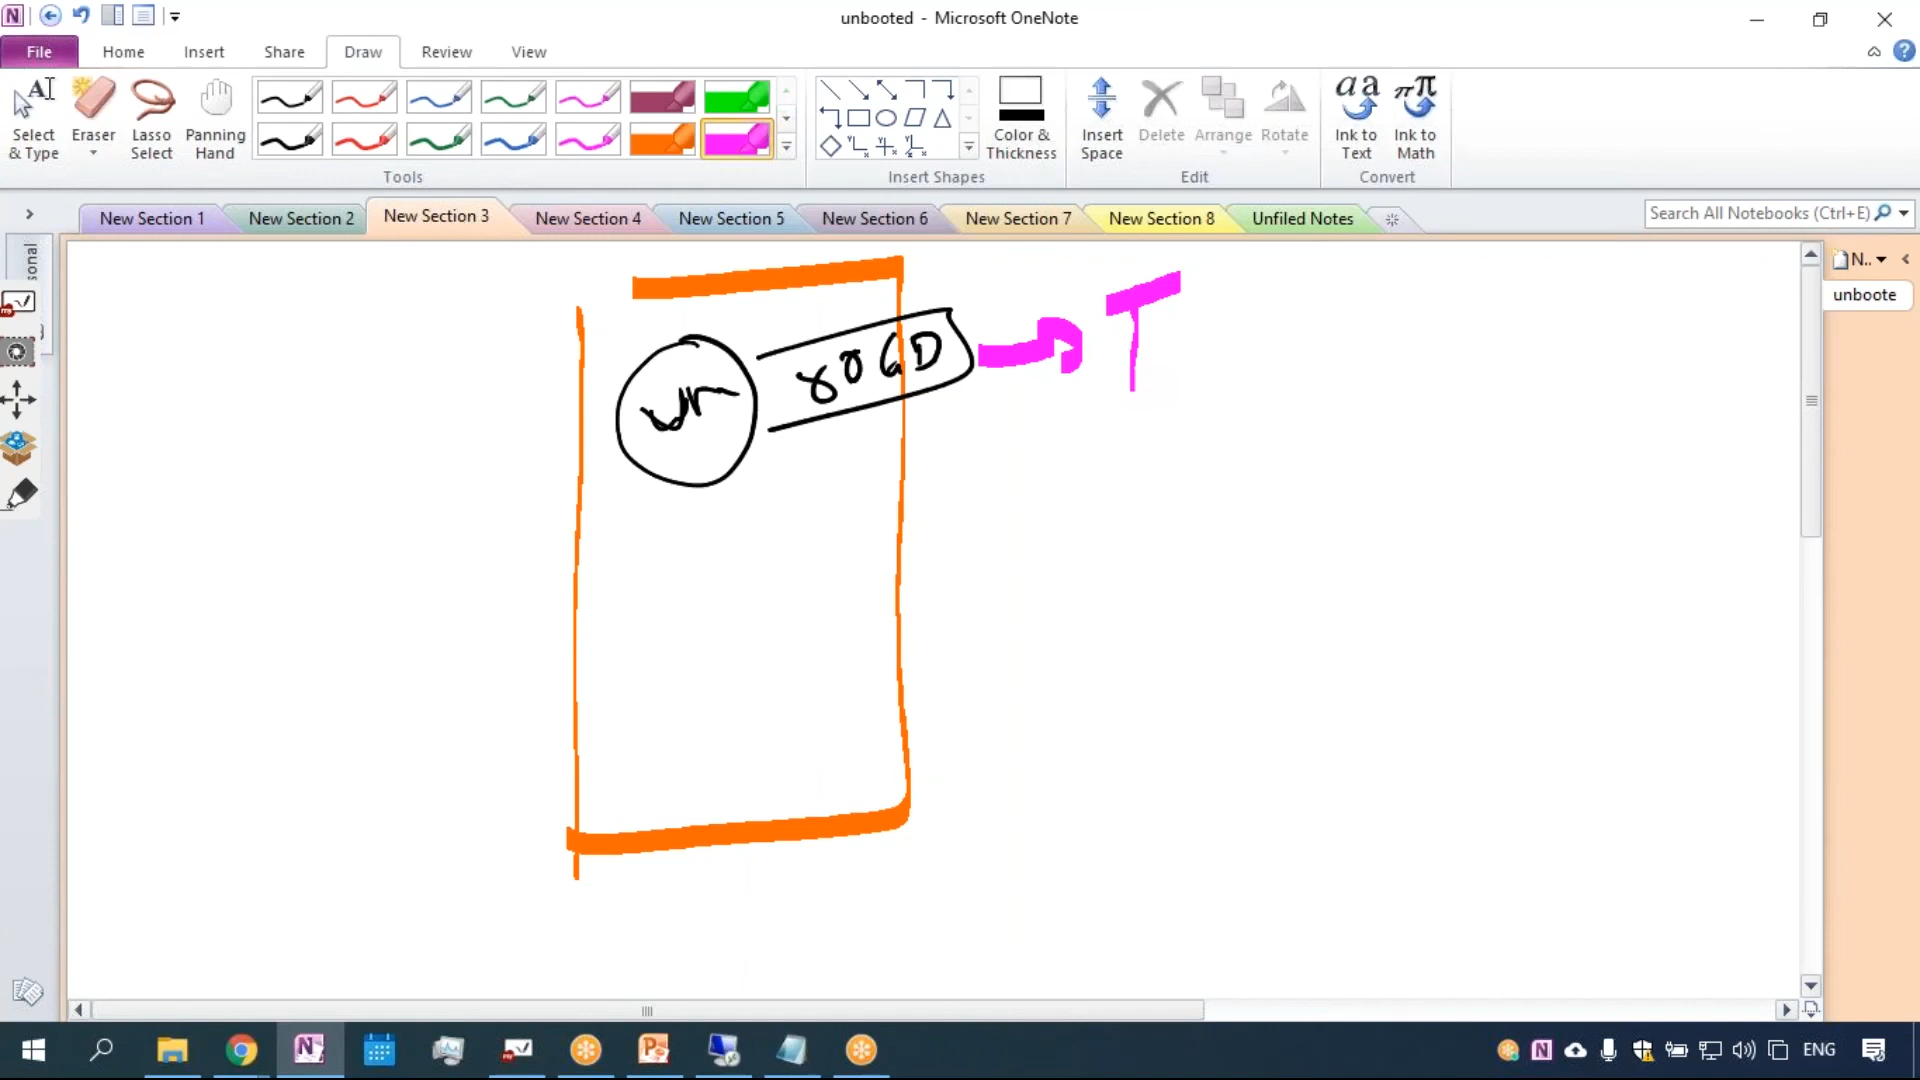 unbooted - Microsoft OneNote
File Home Insert Share Draw Review View
Select & Type
Eraser
Lasso Select
Panning Hand
Color & Thickness
Insert Space
Delete
Arrange
Rotate
Ink to Text
Ink to Math
Tools
Insert Shapes
Edit
Convert
New Section 1 New Section 2 New Section 3 New Section 4 New Section 5 New Section 6 New Section 7 New Section 8 Unfiled Notes
Search All Notebooks (Ctrl+E)
N..
unboote
sonal
T
80GD
ENG